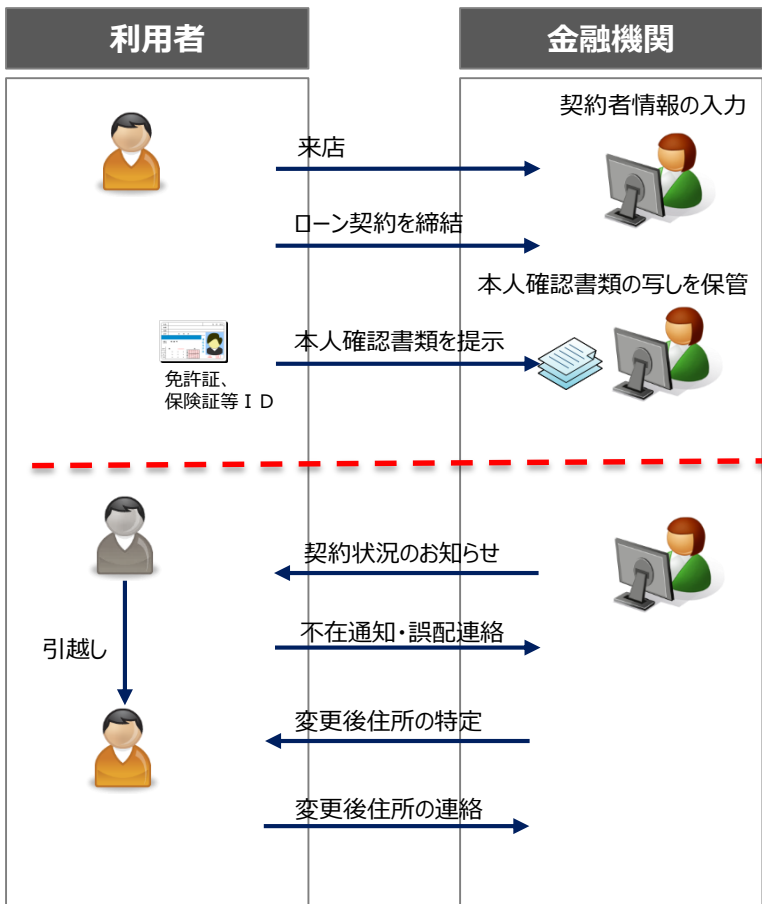 利用者
金融機関
契約者情報の入力
来店
ローン契約を締結
本人確認書類の写しを保管
本人確認書類を提示
免許証、
保険証等ＩＤ
契約状況のお知らせ
不在通知・誤配連絡
引越し
変更後住所の特定
変更後住所の連絡